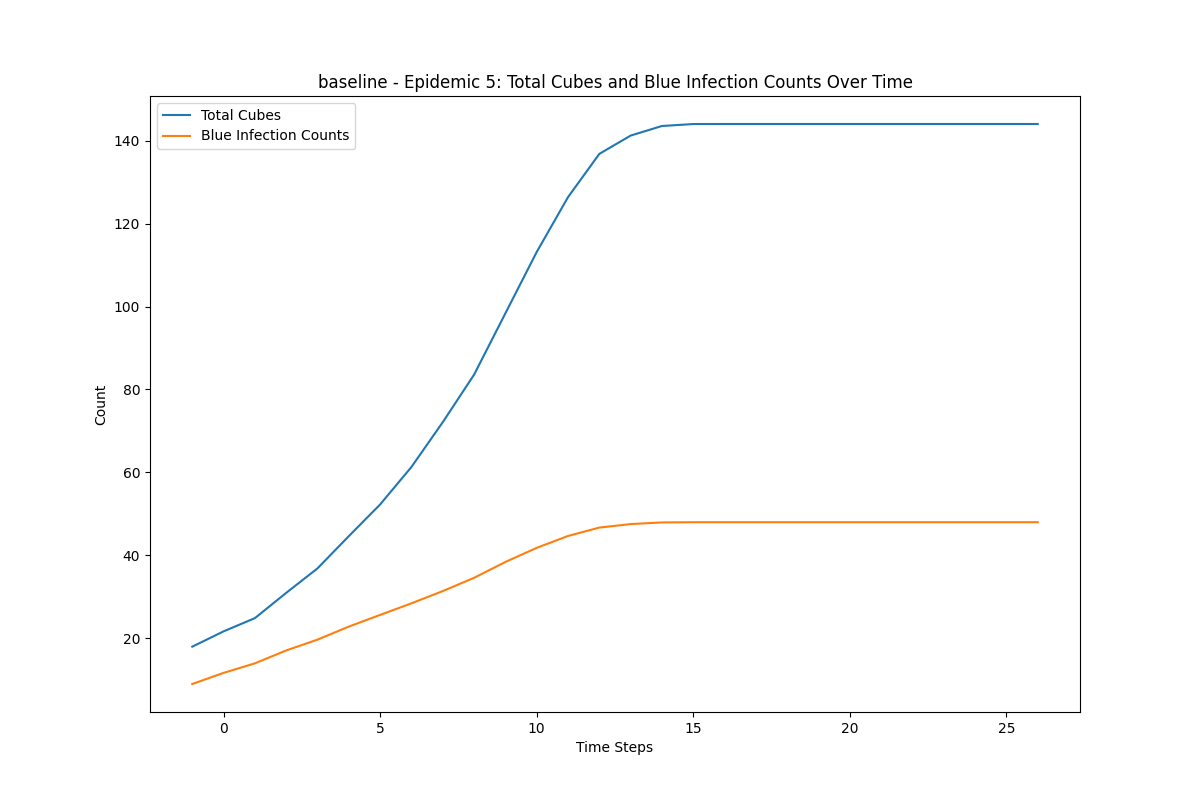 baseline - Epidemic 5: Total Cubes and Blue Infection Counts Over Time
Total Cubes
Blue Infection Counts
140
120
100
80
60
40
20
Count
0 5 10 15 20 25
Time Steps